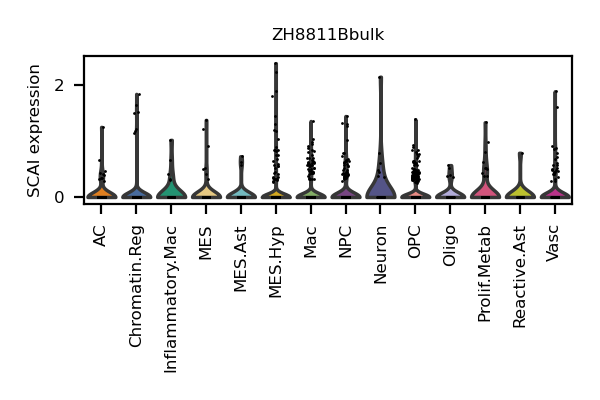 ZH8811Bbulk
SCAI expression
2
0
AC
Chromatin.Reg
Inflammatory.Mac
MES
MES.Ast
MES.Hyp
Mac
NPC
Neuron
OPC
Oligo
Prolif.Metab
Reactive.Ast
Vasc